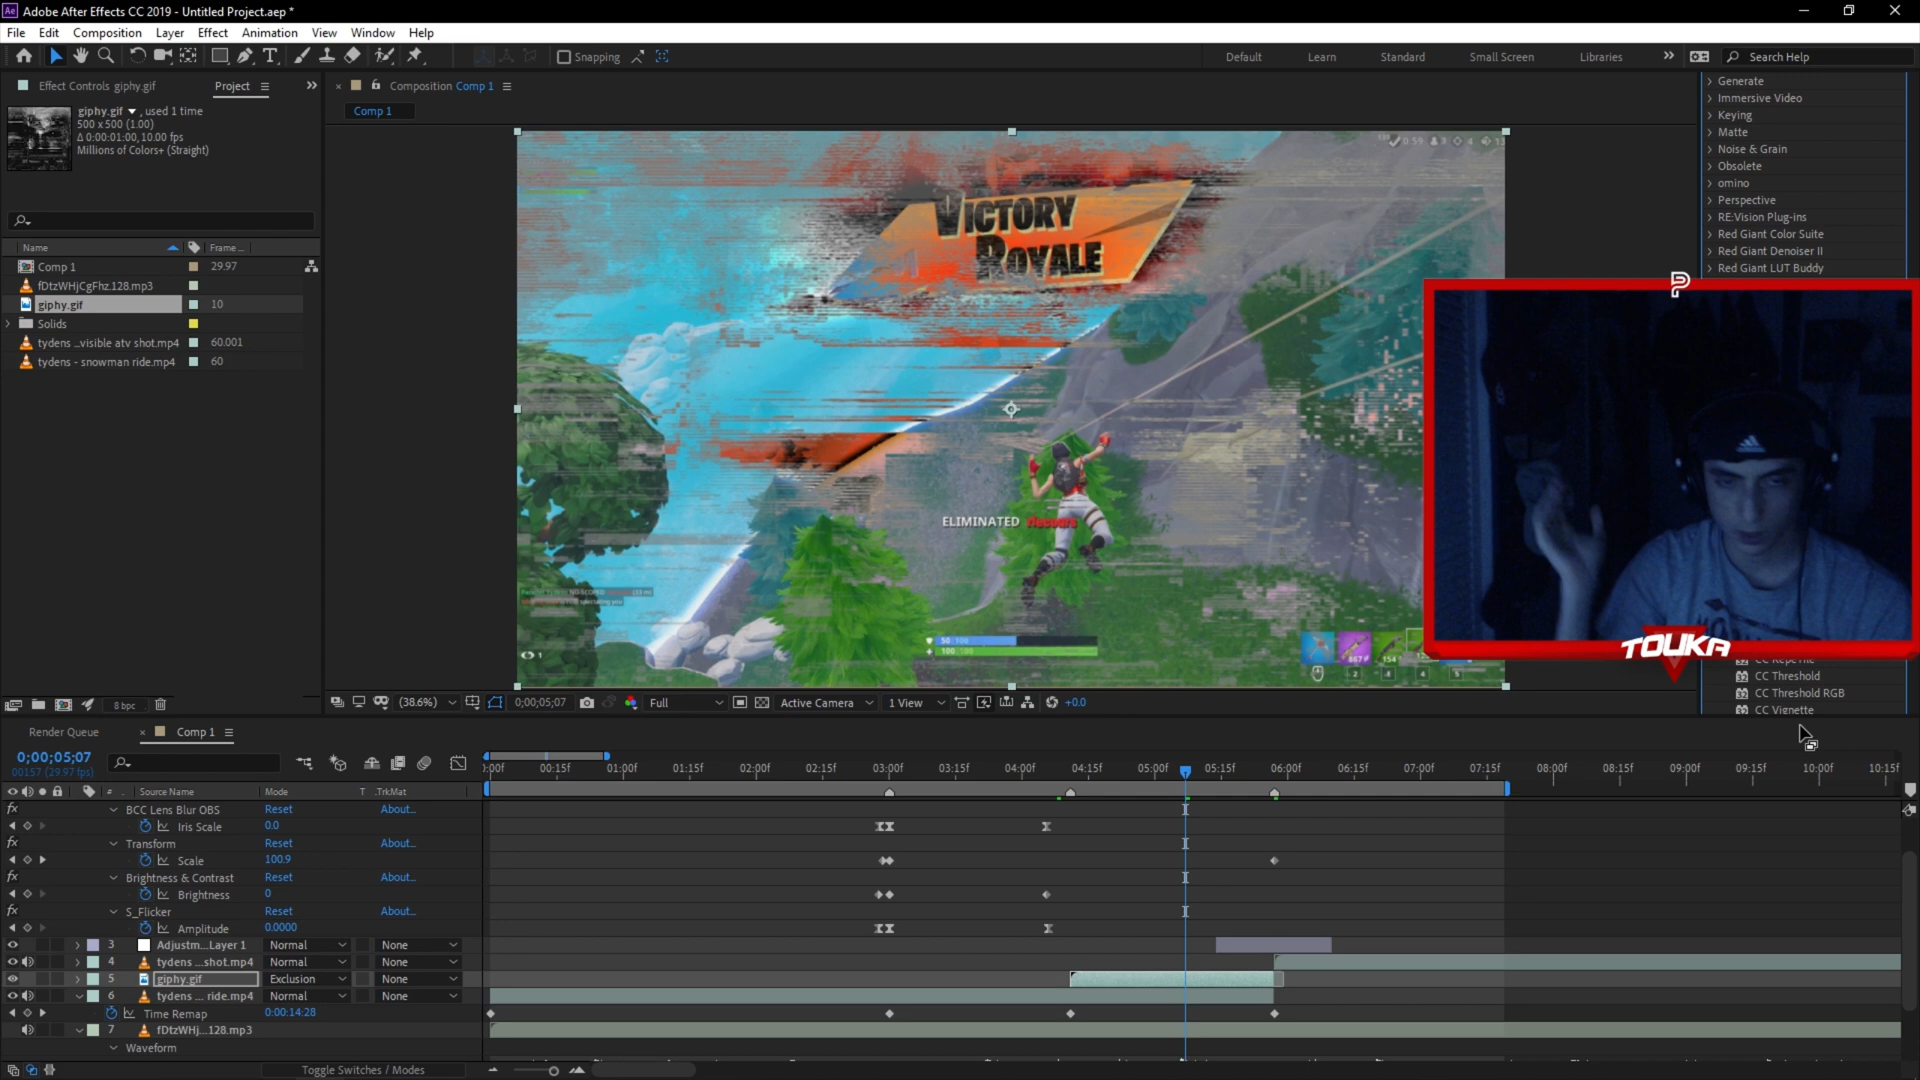 Adobe After Effects CC 2019 - Untitled Project.aep *
File Edit Composition Layer Effect Animation View Window Help
Snapping
Default Learn Standard Small Screen Libraries
Search Help
Effect Controls giphy.gif Project
Composition Comp 1
Comp 1
giphy.gif , used 1 time
500 x 500 (1.00)
Δ 0:00:01:00, 10.00 fps
Millions of Colors+ (Straight)
Name Frame ...
Comp 1 29.97
fDtzWHjCgFhz.128.mp3
giphy.gif 10
Solids
tydens ...visible atv shot.mp4 60.001
tydens - snowman ride.mp4 60
8 bpc
VICTORY
ROYALE
0:59
ELIMINATED
50 100
100 100
867
154
Generate
Immersive Video
Keying
Matte
Noise & Grain
Obsolete
omino
Perspective
RE:Vision Plug-ins
Red Giant Color Suite
Red Giant Denoiser II
Red Giant LUT Buddy
TOUKA
CC RepeTile
CC Threshold
CC Threshold RGB
CC Vignette
(38.6%) 0;00;05;07 Full Active Camera 1 View +0.0
Render Queue Comp 1
0;00;05;07
00157 (29.97 fps)
:00f 00:15f 01:00f 01:15f 02:00f 02:15f 03:00f 03:15f 04:00f 04:15f 05:00f 05:15f 06:00f 06:15f 07:00f 07:15f 08:00f 08:15f 09:00f 09:15f 10:00f 10:15f
# Source Name Mode T .TrkMat
BCC Lens Blur OBS Reset About...
Iris Scale 0.0
Transform Reset About...
Scale 100.9
Brightness & Contrast Reset About...
Brightness 0
S_Flicker Reset About...
Amplitude 0.0000
3 Adjustm...Layer 1 Normal None
4 tydens ...shot.mp4 Normal None
5 giphy.gif Exclusion None
6 tydens ... ride.mp4 Normal None
Time Remap 0:00:14:28
7 fDtzWHj...128.mp3
Waveform
Toggle Switches / Modes